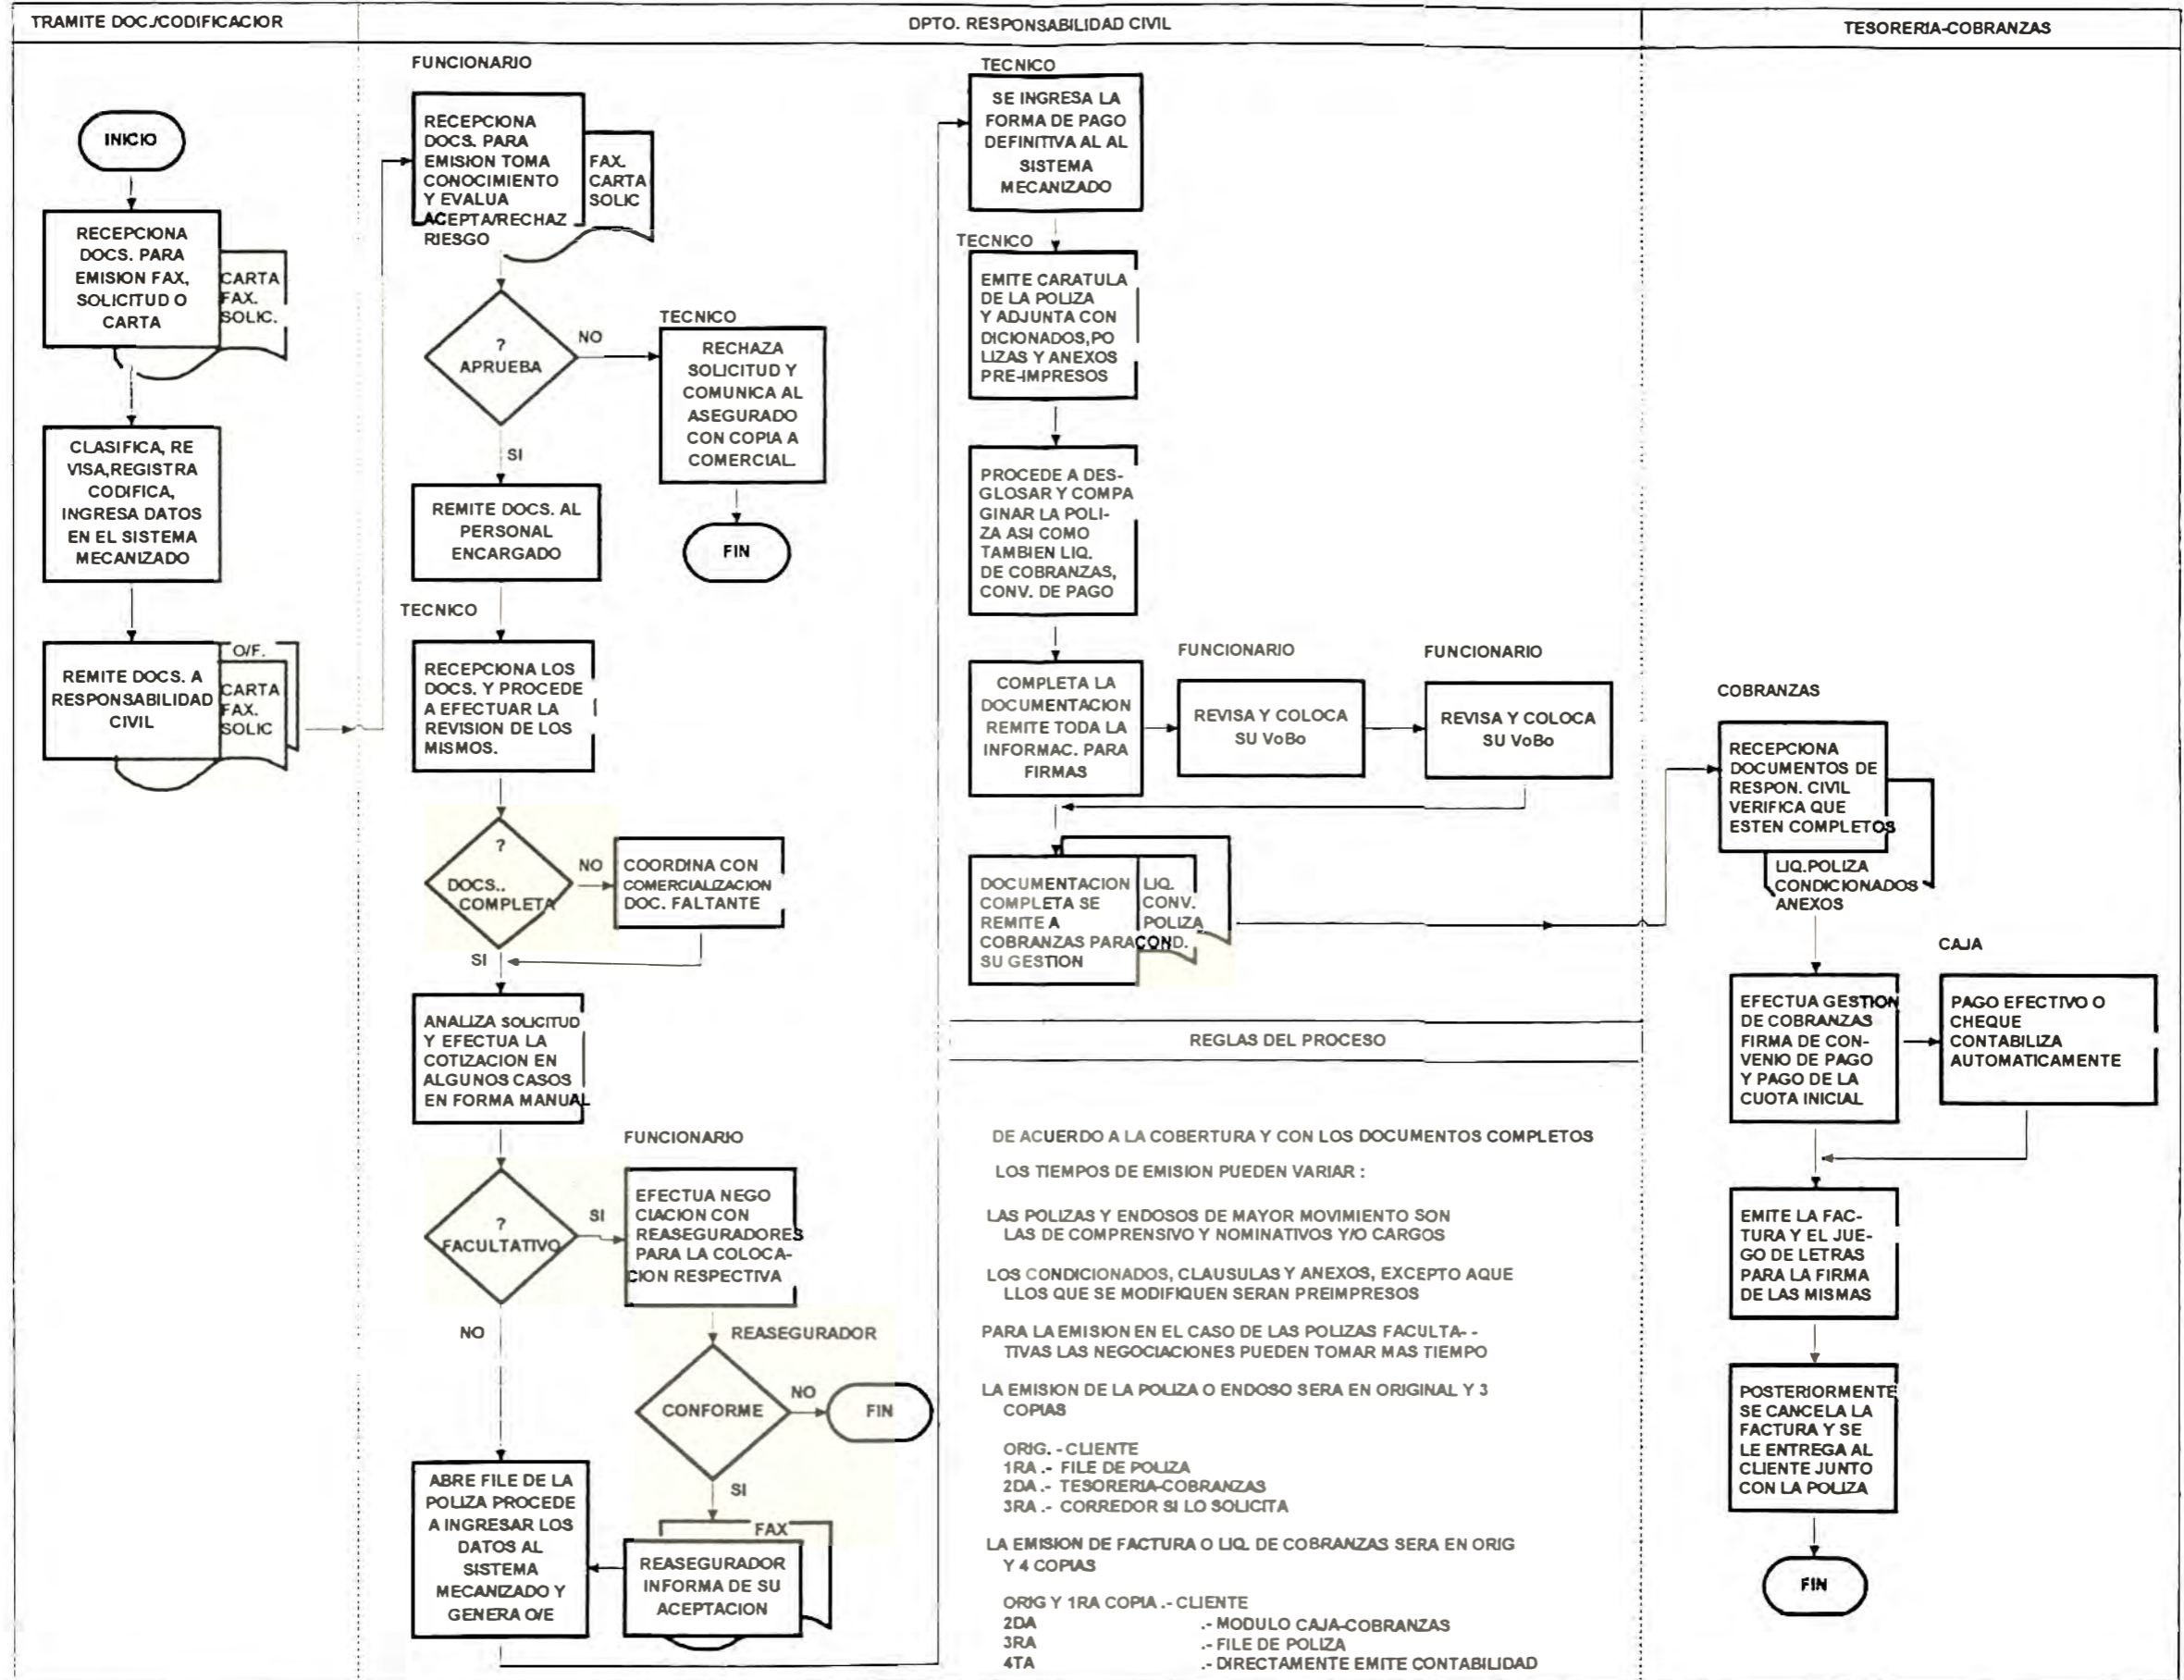 TRAMITE DOC./CODIFICACIOR
DPTO. RESPONSABILIDAD CIVIL
TESORERIA-COBRANZAS
INICIO
RECEPCIONA
DOCS. PARA
EMISION FAX,
SOLICITUD O
CARTA
CARTA
FAX.
SOLIC.
CLASIFICA, RE
VISA,REGISTRA
CODIFICA,
INGRESA DATOS
EN EL SISTEMA
MECANIZADO
REMITE DOCS. A
RESPONSABILIDAD
CIVIL
O/F.
CARTA
FAX.
SOLIC
FUNCIONARIO
RECEPCIONA
DOCS. PARA
EMISION TOMA
CONOCIMIENTO
Y EVALUA
ACEPTA/RECHAZ
RIESGO
FAX.
CARTA
SOLIC
?
APRUEBA
NO
SI
TECNICO
RECHAZA
SOLICITUD Y
COMUNICA AL
ASEGURADO
CON COPIA A
COMERCIAL.
FIN
REMITE DOCS. AL
PERSONAL
ENCARGADO
TECNICO
RECEPCIONA LOS
DOCS. Y PROCEDE
A EFECTUAR LA
REVISION DE LOS
MISMOS.
?
DOCS..
COMPLETA
NO
SI
COORDINA CON
COMERCIALIZACION
DOC. FALTANTE
ANALIZA SOLICITUD
Y EFECTUA LA
COTIZACION EN
ALGUNOS CASOS
EN FORMA MANUAL
?
FACULTATIVO
SI
NO
FUNCIONARIO
EFECTUA NEGO
CIACION CON
REASEGURADORES
PARA LA COLOCA-
CION RESPECTIVA
REASEGURADOR
CONFORME
NO
FIN
SI
FAX
REASEGURADOR
INFORMA DE SU
ACEPTACION
ABRE FILE DE LA
POLIZA PROCEDE
A INGRESAR LOS
DATOS AL
SISTEMA
MECANIZADO Y
GENERA O/E
TECNICO
SE INGRESA LA
FORMA DE PAGO
DEFINITIVA AL AL
SISTEMA
MECANIZADO
TECNICO
EMITE CARATULA
DE LA POLIZA
Y ADJUNTA CON
DICIONADOS,PO
LIZAS Y ANEXOS
PRE-IMPRESOS
PROCEDE A DES-
GLOSAR Y COMPA
GINAR LA POLI-
ZA ASI COMO
TAMBIEN LIQ.
DE COBRANZAS,
CONV. DE PAGO
COMPLETA LA
DOCUMENTACION
REMITE TODA LA
INFORMAC. PARA
FIRMAS
FUNCIONARIO
REVISA Y COLOCA
SU VoBo
FUNCIONARIO
REVISA Y COLOCA
SU VoBo
DOCUMENTACION
COMPLETA SE
REMITE A
COBRANZAS PARA
SU GESTION
LIQ.
CONV.
POLIZA
COND.
REGLAS DEL PROCESO
DE ACUERDO A LA COBERTURA Y CON LOS DOCUMENTOS COMPLETOS
LOS TIEMPOS DE EMISION PUEDEN VARIAR :
LAS POLIZAS Y ENDOSOS DE MAYOR MOVIMIENTO SON
LAS DE COMPRENSIVO Y NOMINATIVOS Y/O CARGOS
LOS CONDICIONADOS, CLAUSULAS Y ANEXOS, EXCEPTO AQUE
LLOS QUE SE MODIFIQUEN SERAN PREIMPRESOS
PARA LA EMISION EN EL CASO DE LAS POLIZAS FACULTA- -
TIVAS LAS NEGOCIACIONES PUEDEN TOMAR MAS TIEMPO
LA EMISION DE LA POLIZA O ENDOSO SERA EN ORIGINAL Y 3
COPIAS
ORIG. - CLIENTE
1RA .- FILE DE POLIZA
2DA .- TESORERIA-COBRANZAS
3RA .- CORREDOR SI LO SOLICITA
LA EMISION DE FACTURA O LIQ. DE COBRANZAS SERA EN ORIG
Y 4 COPIAS
ORIG Y 1RA COPIA .- CLIENTE
2DA .- MODULO CAJA-COBRANZAS
3RA .- FILE DE POLIZA
4TA .- DIRECTAMENTE EMITE CONTABILIDAD
COBRANZAS
RECEPCIONA
DOCUMENTOS DE
RESPON. CIVIL
VERIFICA QUE
ESTEN COMPLETOS
LIQ.POLIZA
CONDICIONADOS
ANEXOS
EFECTUA GESTION
DE COBRANZAS
FIRMA DE CON-
VENIO DE PAGO
Y PAGO DE LA
CUOTA INICIAL
CAJA
PAGO EFECTIVO O
CHEQUE
CONTABILIZA
AUTOMATICAMENTE
EMITE LA FAC-
TURA Y EL JUE-
GO DE LETRAS
PARA LA FIRMA
DE LAS MISMAS
POSTERIORMENTE
SE CANCELA LA
FACTURA Y SE
LE ENTREGA AL
CLIENTE JUNTO
CON LA POLIZA
FIN